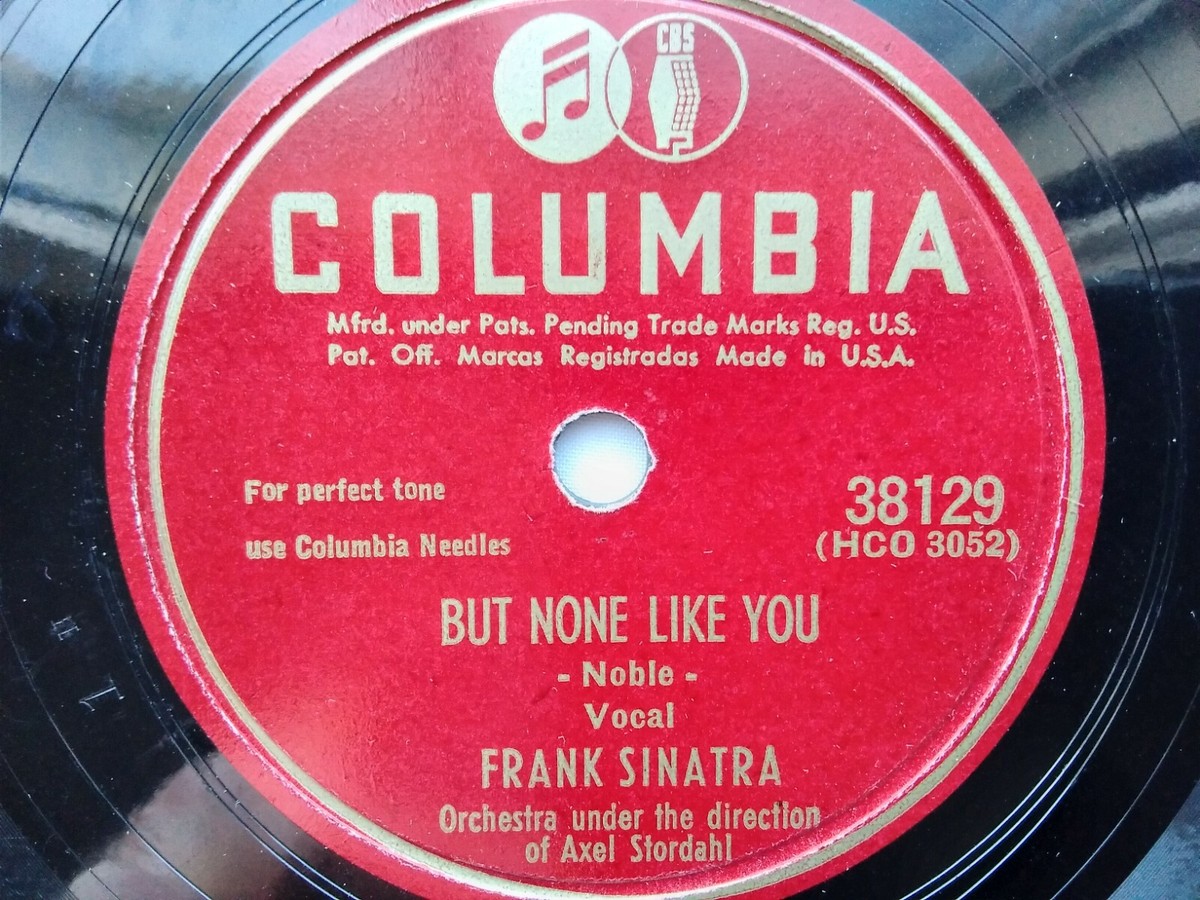 CBS
COLUMBIA
Mfrd. under Pats. Pending Trade Marks Reg. U.S.
Pat. Off. Marcas Registradas Made in U.S.A.
For perfect tone
use Columbia Needles
38129
(HCO 3052)
BUT NONE LIKE YOU
- Noble -
Vocal
FRANK SINATRA
Orchestra under the direction
of Axel Stordahl